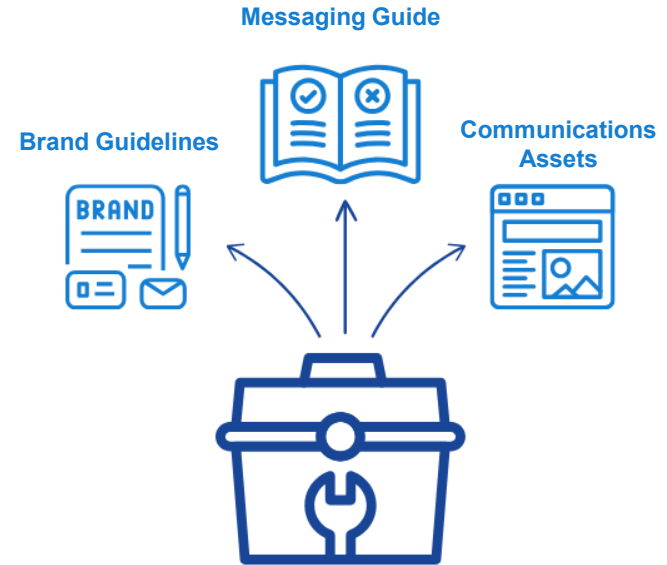 Messaging Guide
Brand Guidelines
Communications
Assets
BRAND